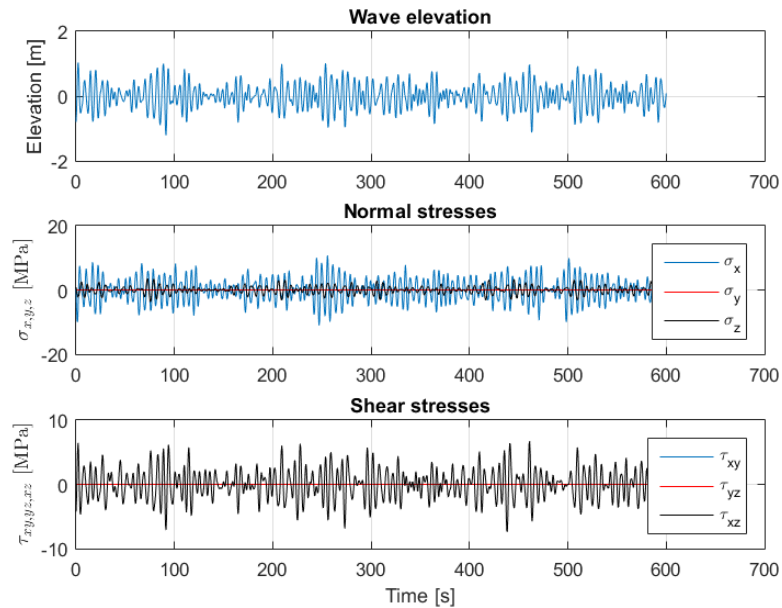 Wave elevation
Elevation [m]
2
0
-2
0 100 200 300 400 500 600 700
Normal stresses
σx,y,z [MPa]
20
0
-20
σx
σy
σz
0 100 200 300 400 500 600 700
Shear stresses
τxy,yz,xz [MPa]
10
0
-10
τxy
τyz
τxz
0 100 200 300 400 500 600 700
Time [s]